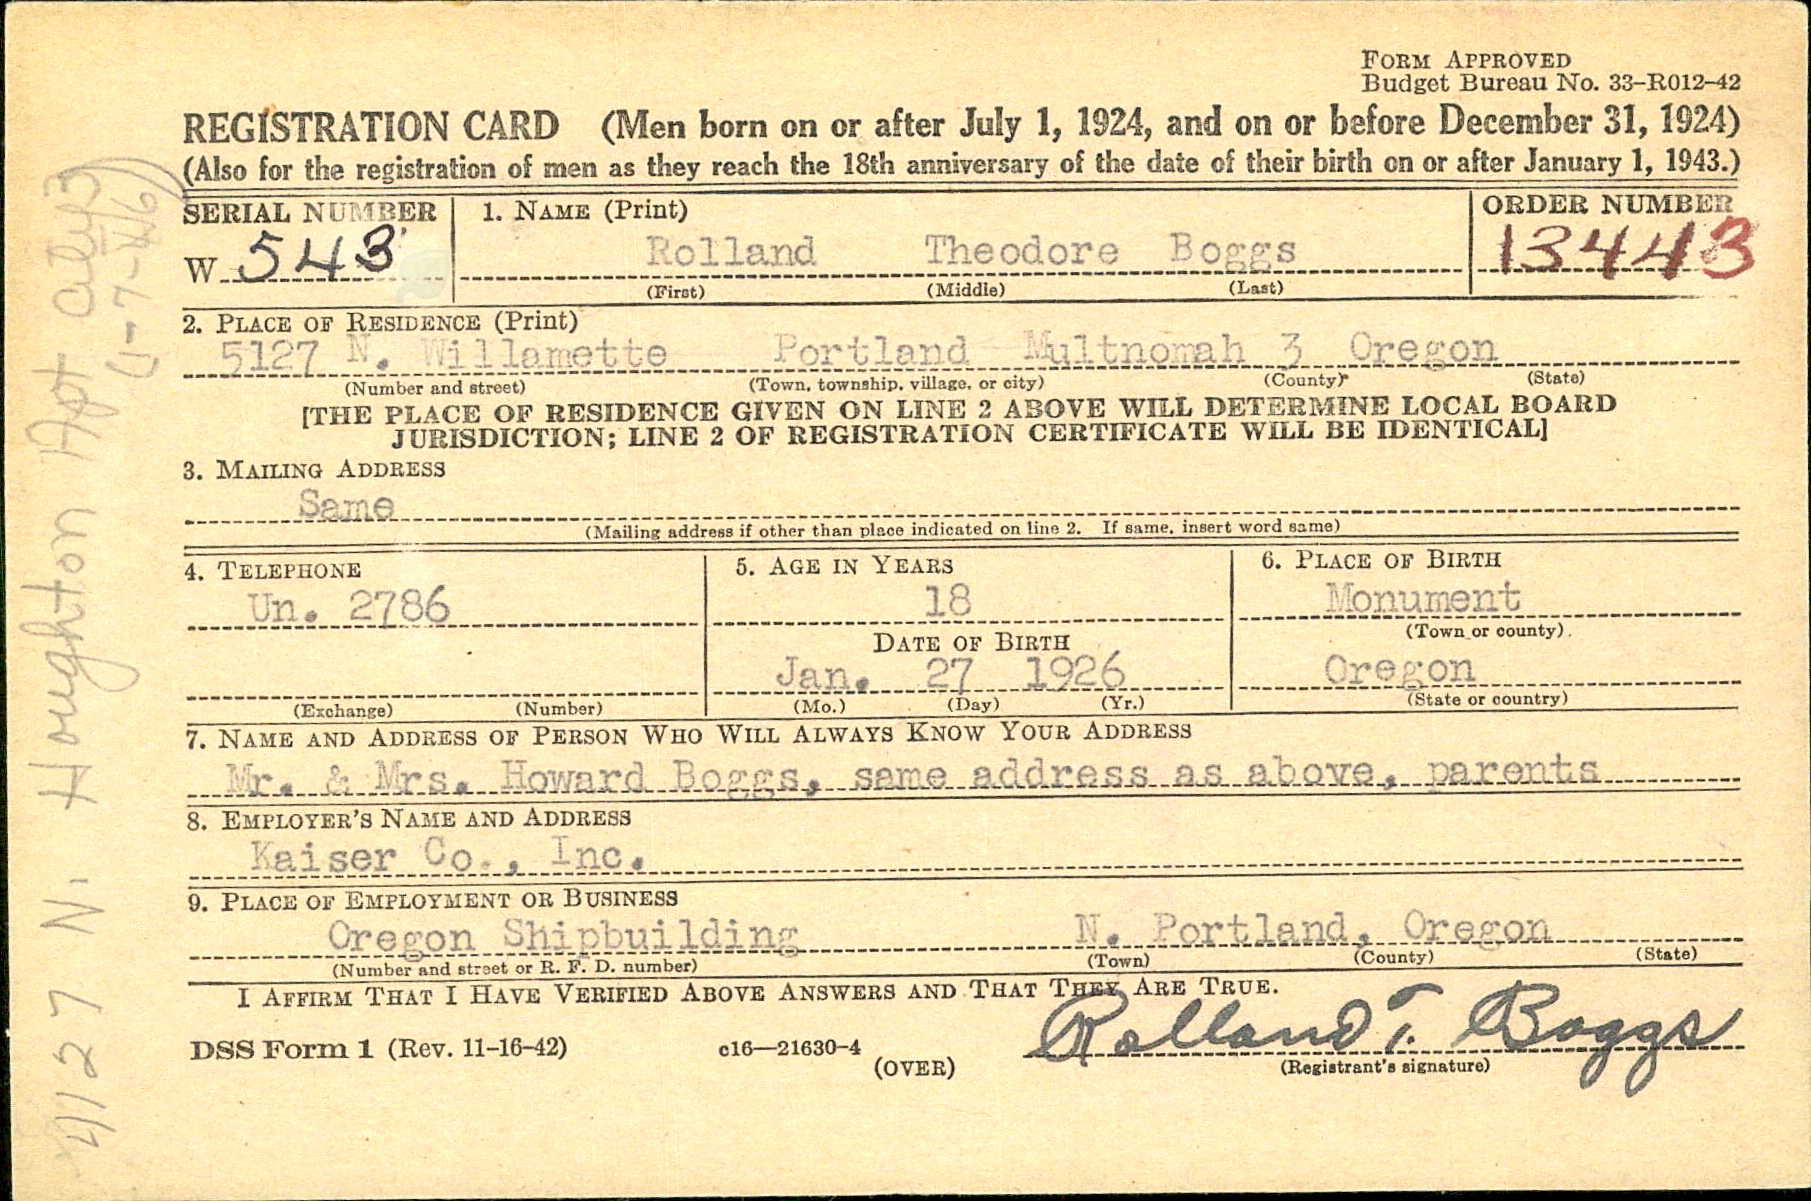 FORM APPROVED
Budget Bureau No. 33-R012-42
REGISTRATION CARD (Men born on or after July 1, 1924, and on or before December 31, 1924)
(Also for the registration of men as they reach the 18th anniversary of the date of their birth on or after January 1, 1943.)
SERIAL NUMBER 1. NAME (Print) ORDER NUMBER
W 543 Rolland Theodore Boggs 13443
(First) (Middle) (Last)
2. PLACE OF RESIDENCE (Print)
5127 N. Willamette Portland Multnomah 3 Oregon
(Number and street) (Town, township, village, or city) (County) (State)
[THE PLACE OF RESIDENCE GIVEN ON LINE 2 ABOVE WILL DETERMINE LOCAL BOARD
JURISDICTION; LINE 2 OF REGISTRATION CERTIFICATE WILL BE IDENTICAL]
3. MAILING ADDRESS
Same
(Mailing address if other than place indicated on line 2. If same, insert word same)
4. TELEPHONE 5. AGE IN YEARS 6. PLACE OF BIRTH
Un. 2786 18 Monument
(Town or county)
DATE OF BIRTH
Jan. 27 1926 Oregon
(Exchange) (Number) (Mo.) (Day) (Yr.) (State or country)
7. NAME AND ADDRESS OF PERSON WHO WILL ALWAYS KNOW YOUR ADDRESS
Mr. & Mrs. Howard Boggs, same address as above, parents
8. EMPLOYER'S NAME AND ADDRESS
Kaiser Co., Inc.
9. PLACE OF EMPLOYMENT OR BUSINESS
Oregon Shipbuilding N. Portland, Oregon
(Number and street or R. F. D. number) (Town) (County) (State)
I AFFIRM THAT I HAVE VERIFIED ABOVE ANSWERS AND THAT THEY ARE TRUE.
Rolland T. Boggs
DSS Form 1 (Rev. 11-16-42) c16—21630-4 (OVER) (Registrant's signature)
4127 N. Houghton Apt